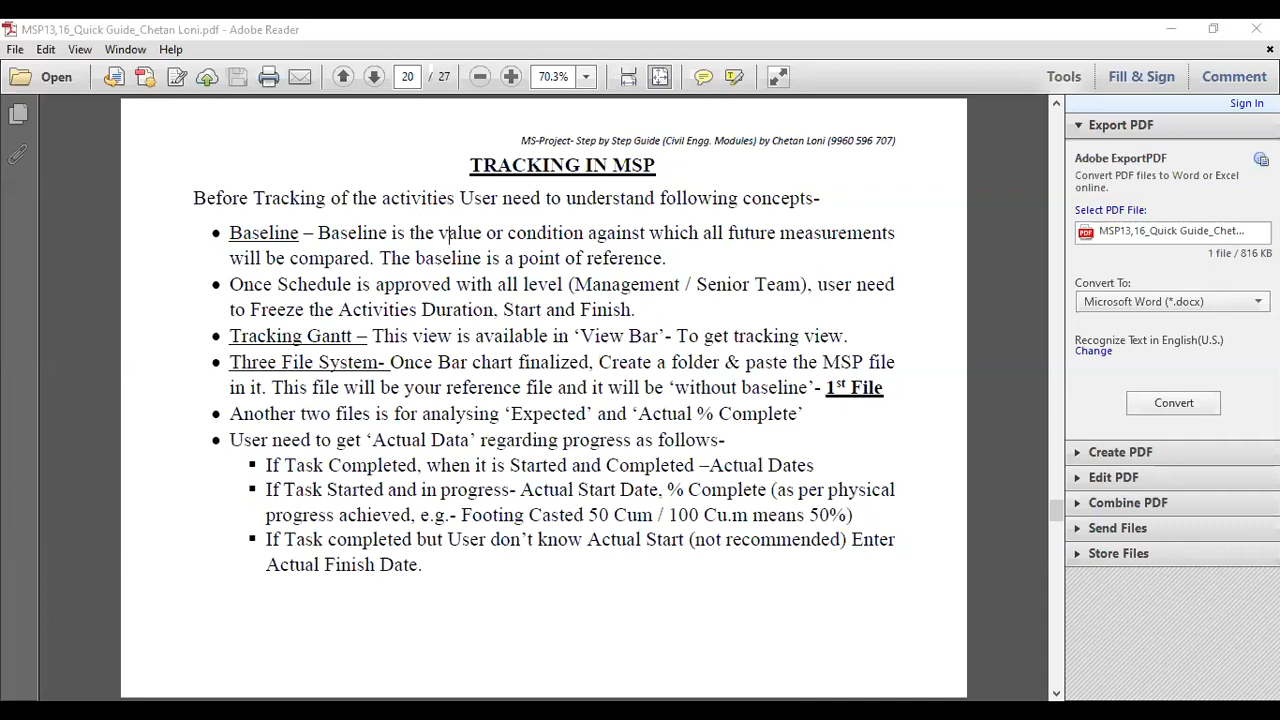 MSP13,16_Quick Guide_Chetan Loni.pdf - Adobe Reader
File Edit View Window Help
Open 20 / 27 70.3% Tools Fill & Sign Comment
Sign In
MS-Project- Step by Step Guide (Civil Engg. Modules) by Chetan Loni (9960 596 707)
TRACKING IN MSP
Before Tracking of the activities User need to understand following concepts-
• Baseline – Baseline is the value or condition against which all future measurements
will be compared. The baseline is a point of reference.
• Once Schedule is approved with all level (Management / Senior Team), user need
to Freeze the Activities Duration, Start and Finish.
• Tracking Gantt – This view is available in ‘View Bar’- To get tracking view.
• Three File System- Once Bar chart finalized, Create a folder & paste the MSP file
in it. This file will be your reference file and it will be ‘without baseline’- 1st File
• Another two files is for analysing ‘Expected’ and ‘Actual % Complete’
• User need to get ‘Actual Data’ regarding progress as follows-
▪ If Task Completed, when it is Started and Completed –Actual Dates
▪ If Task Started and in progress- Actual Start Date, % Complete (as per physical
progress achieved, e.g.- Footing Casted 50 Cum / 100 Cu.m means 50%)
▪ If Task completed but User don’t know Actual Start (not recommended) Enter
Actual Finish Date.
Export PDF
Adobe ExportPDF
Convert PDF files to Word or Excel
online.
Select PDF File:
MSP13,16_Quick Guide_Chet...
1 file / 816 KB
Convert To:
Microsoft Word (*.docx)
Recognize Text in English(U.S.)
Change
Convert
Create PDF
Edit PDF
Combine PDF
Send Files
Store Files